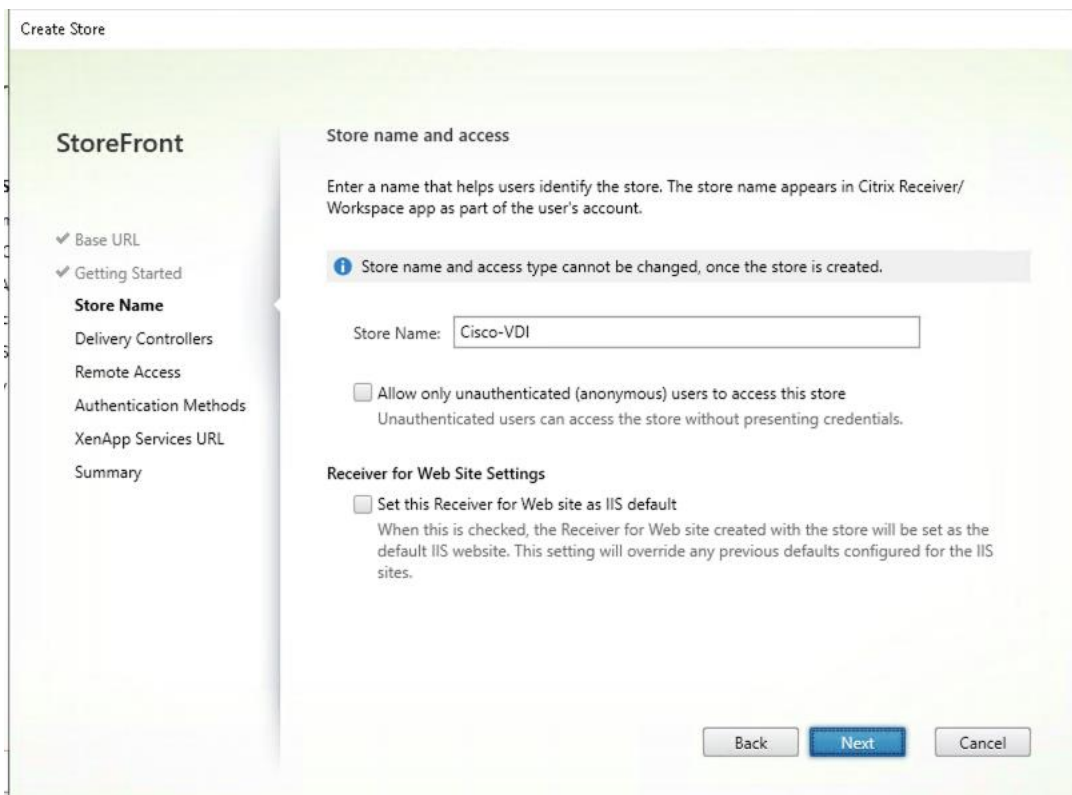 Create Store
StoreFront
Base URL
Getting Started
Store Name
Delivery Controllers
Remote Access
Authentication Methods
XenApp Services URL
Summary
Store name and access
Enter a name that helps users identify the store. The store name appears in Citrix Receiver/
Workspace app as part of the user's account.
Store name and access type cannot be changed, once the store is created.
Store Name: Cisco-VDI
Allow only unauthenticated (anonymous) users to access this store
Unauthenticated users can access the store without presenting credentials.
Receiver for Web Site Settings
Set this Receiver for Web site as IIS default
When this is checked, the Receiver for Web site created with the store will be set as the
default IIS website. This setting will override any previous defaults configured for the IIS
sites.
Back Next Cancel